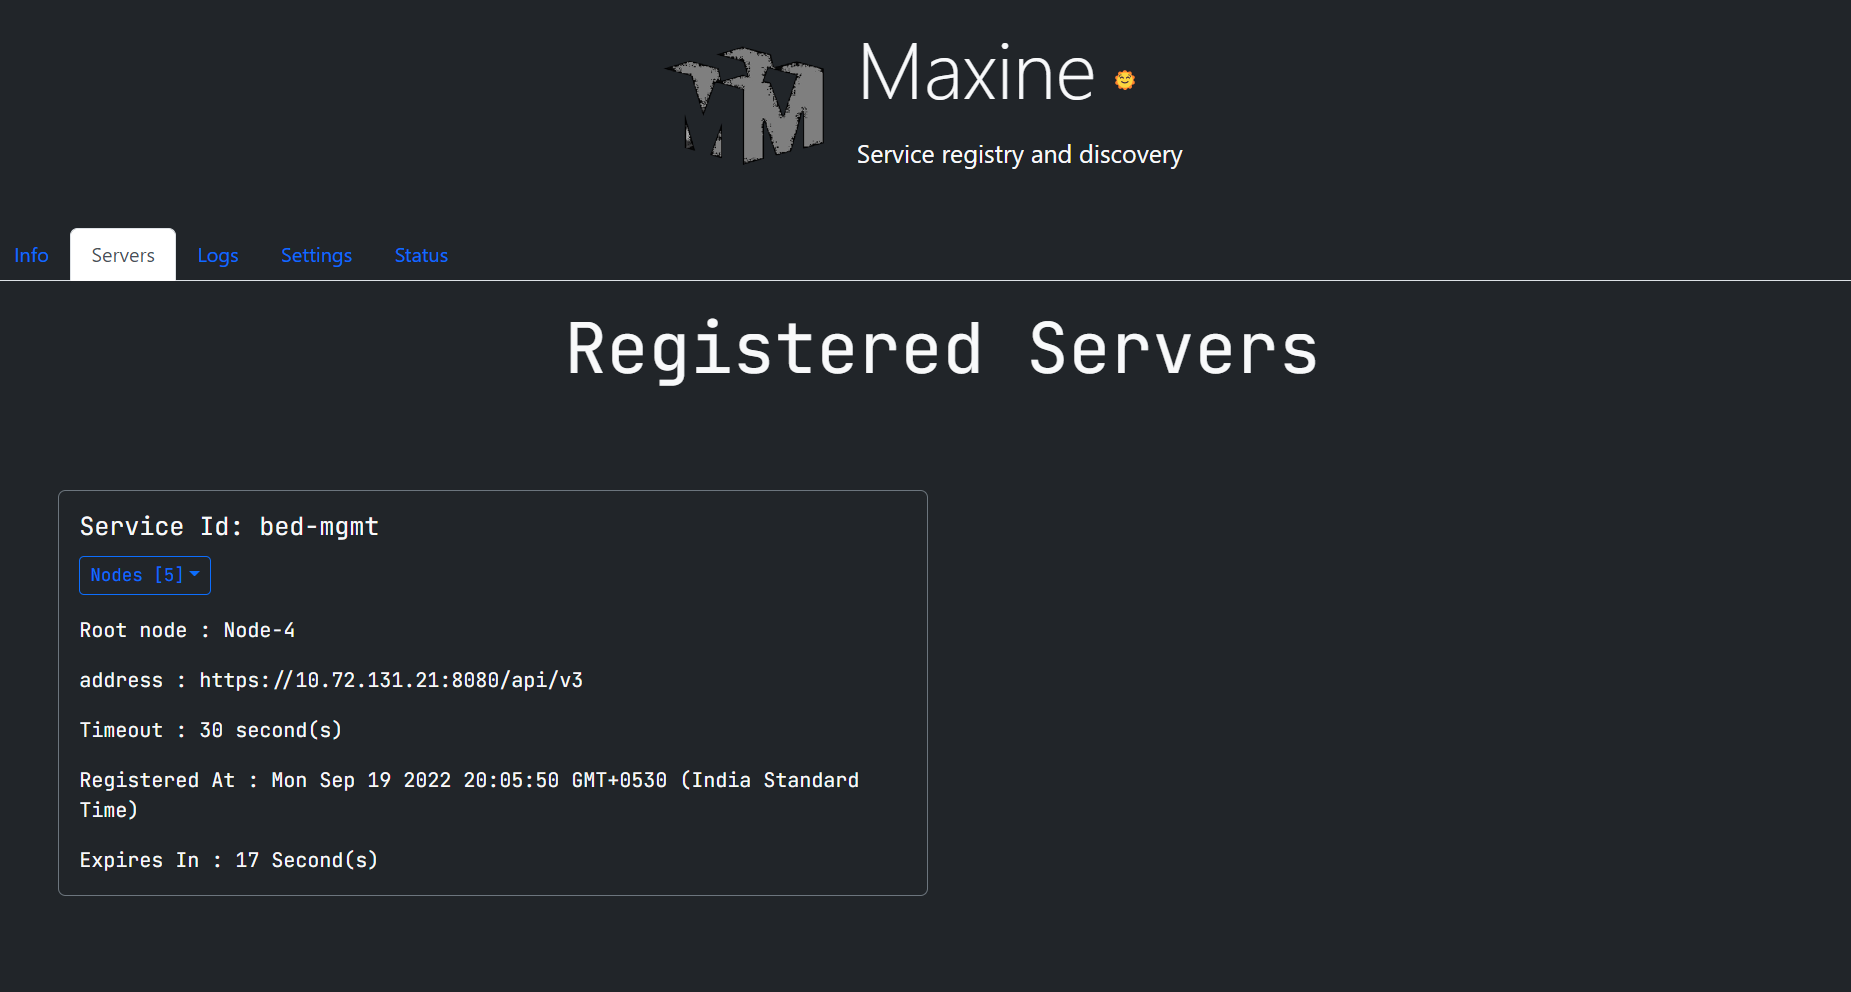 Maxine
Service registry and discovery
Info Servers Logs Settings Status
Registered Servers
Service Id: bed-mgmt
Nodes [5]
Root node : Node-4
address : https://10.72.131.21:8080/api/v3
Timeout : 30 second(s)
Registered At : Mon Sep 19 2022 20:05:50 GMT+0530 (India Standard
Time)
Expires In : 17 Second(s)